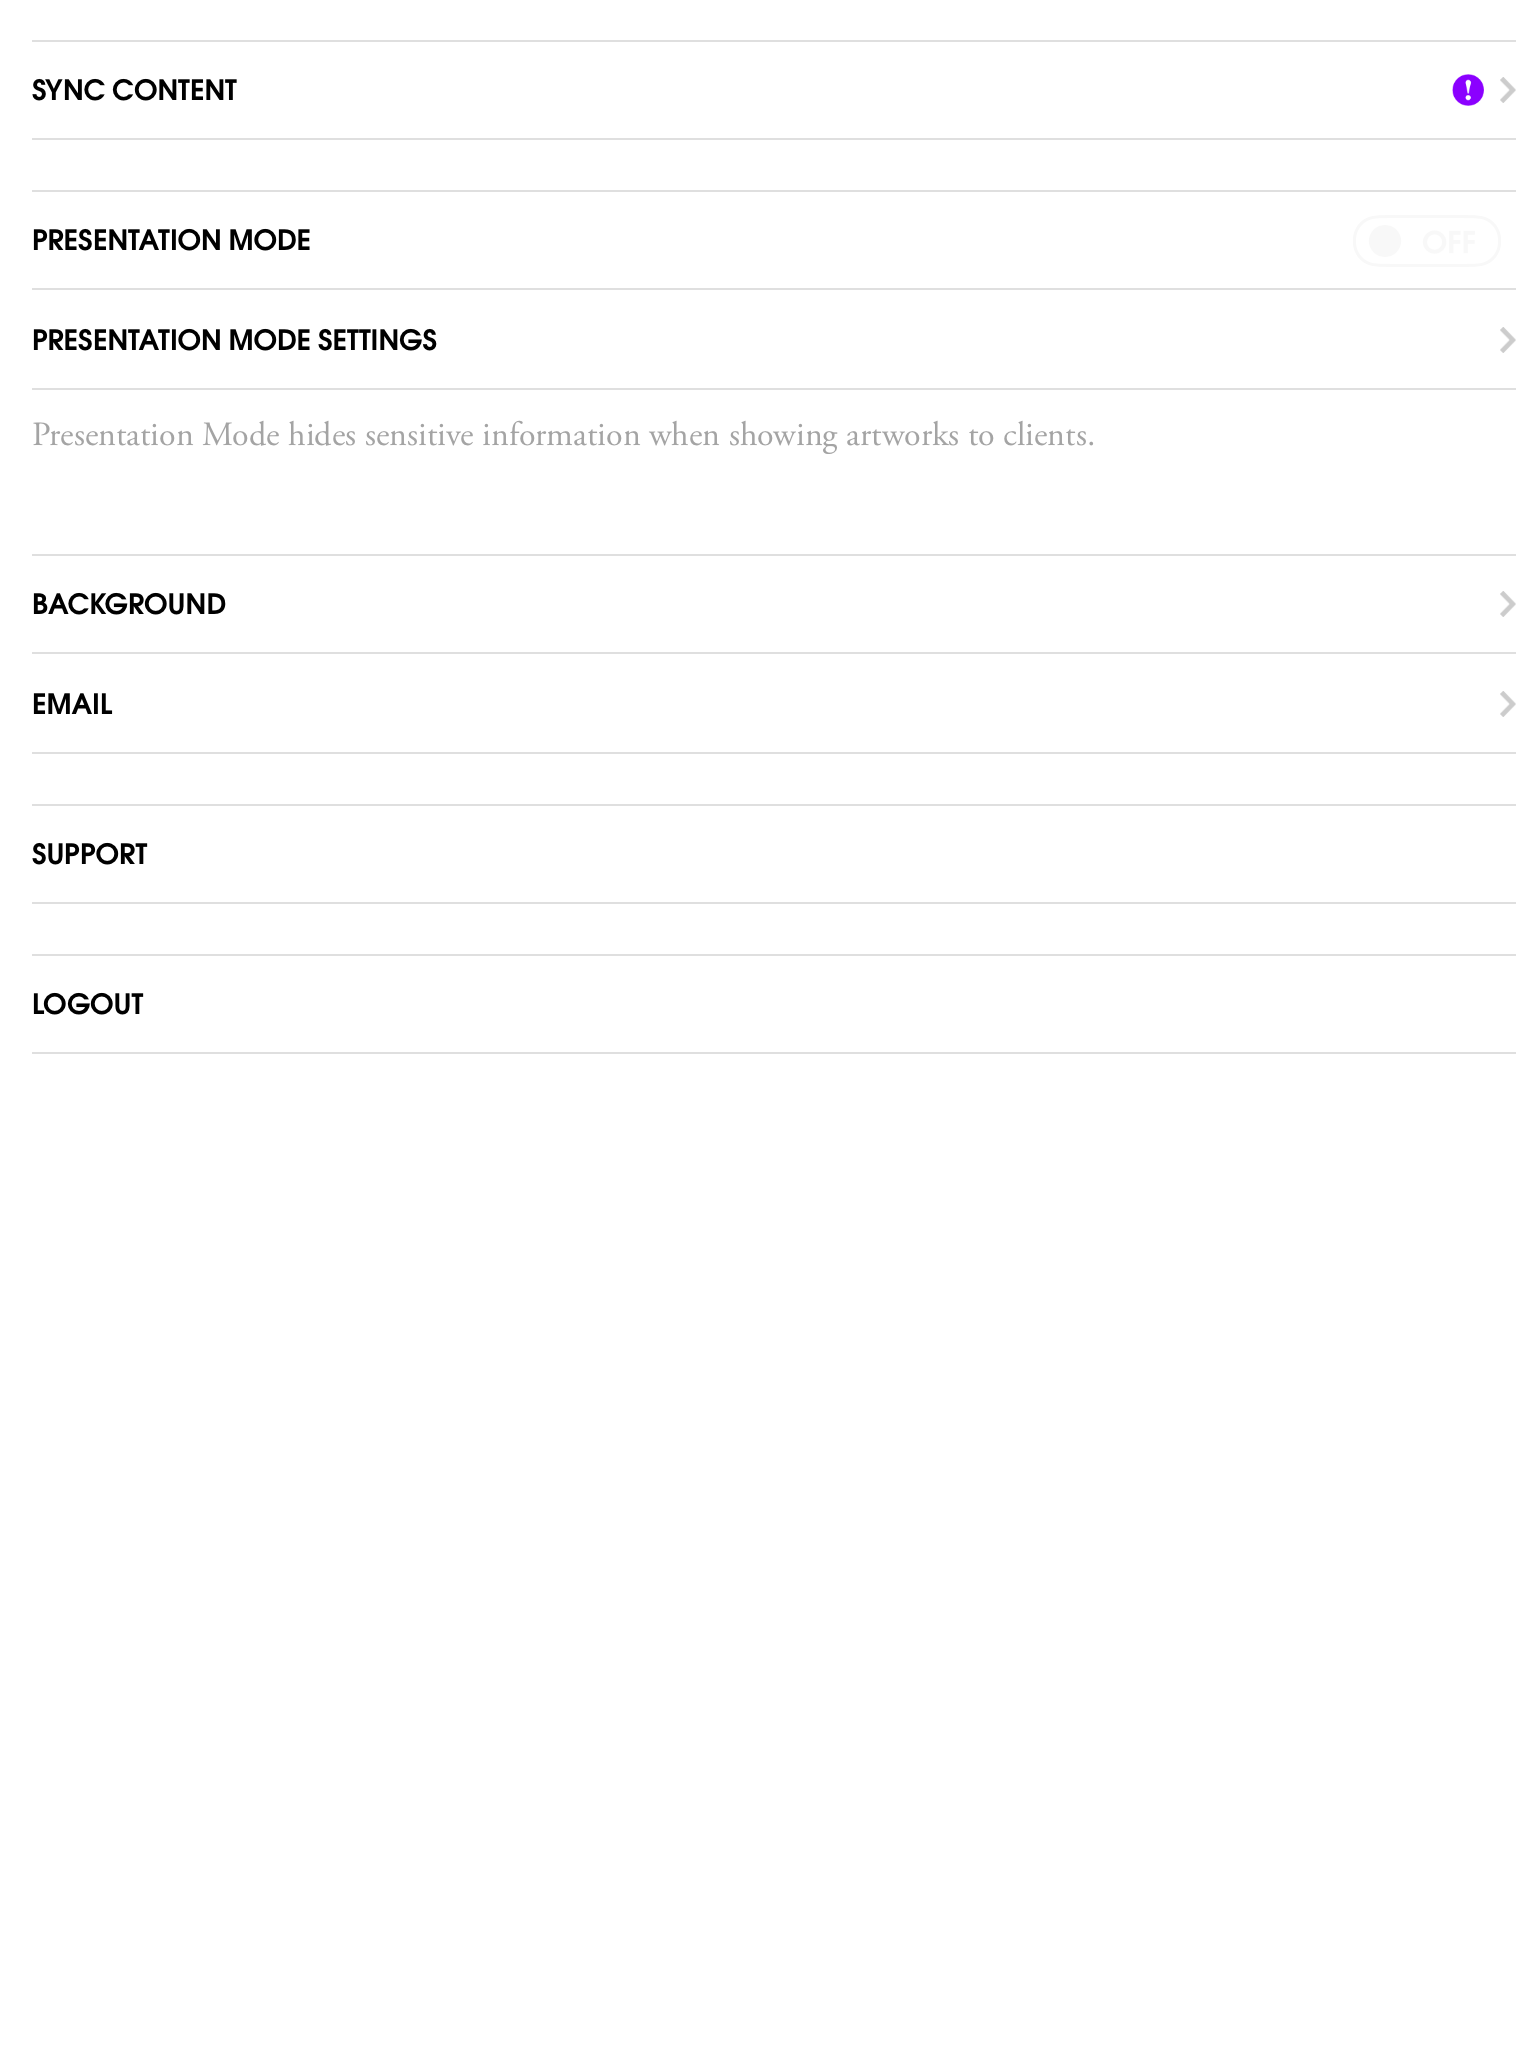 SYNC CONTENT
!
PRESENTATION MODE
OFF
PRESENTATION MODE SETTINGS
Presentation Mode hides sensitive information when showing artworks to clients.
BACKGROUND
EMAIL
SUPPORT
LOGOUT